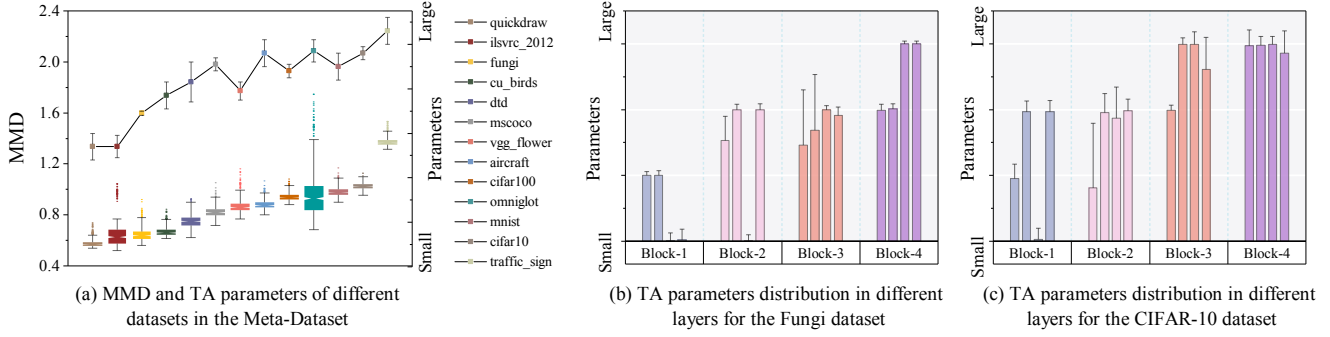 2.4
2.0
1.6
1.2
0.8
0.4
MMD
Large
Parameters
Small
quickdraw
ilsvrc_2012
fungi
cu_birds
dtd
mscoco
vgg_flower
aircraft
cifar100
omniglot
mnist
cifar10
traffic_sign
(a) MMD and TA parameters of different
datasets in the Meta-Dataset
Large
Parameters
Small
Block-1 Block-2 Block-3 Block-4
(b) TA parameters distribution in different
layers for the Fungi dataset
Large
Parameters
Small
Block-1 Block-2 Block-3 Block-4
(c) TA parameters distribution in different
layers for the CIFAR-10 dataset